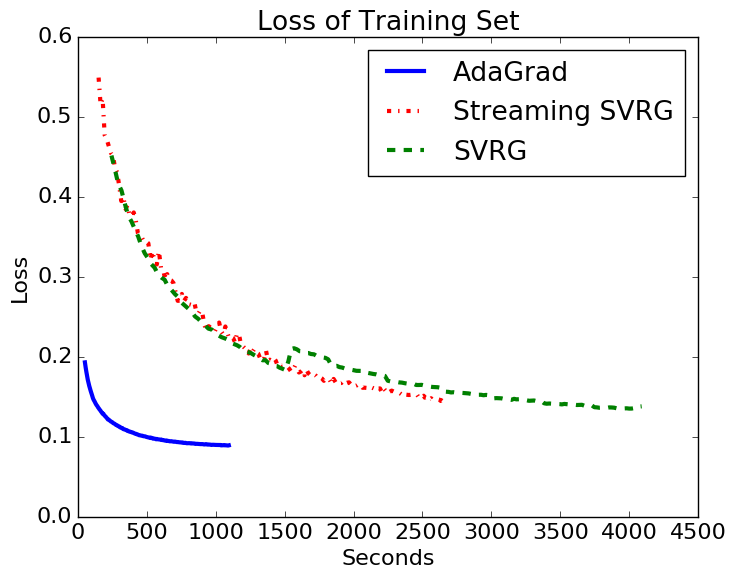 Loss of Training Set
0.6
0.5
0.4
0.3
0.2
0.1
0.0
Loss
AdaGrad
Streaming SVRG
SVRG
0 500 1000 1500 2000 2500 3000 3500 4000 4500
Seconds